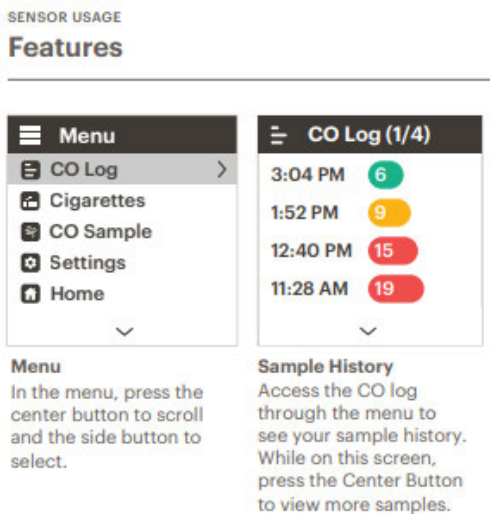 SENSOR USAGE
Features
Menu
CO Log
Cigarettes
CO Sample
Settings
Home
Menu
In the menu, press the
center button to scroll
and the side button to
select.
CO Log (1/4)
3:04 PM 6
1:52 PM 9
12:40 PM 15
11:28 AM 19
Sample History
Access the CO log
through the menu to
see your sample history.
While on this screen,
press the Center Button
to view more samples.